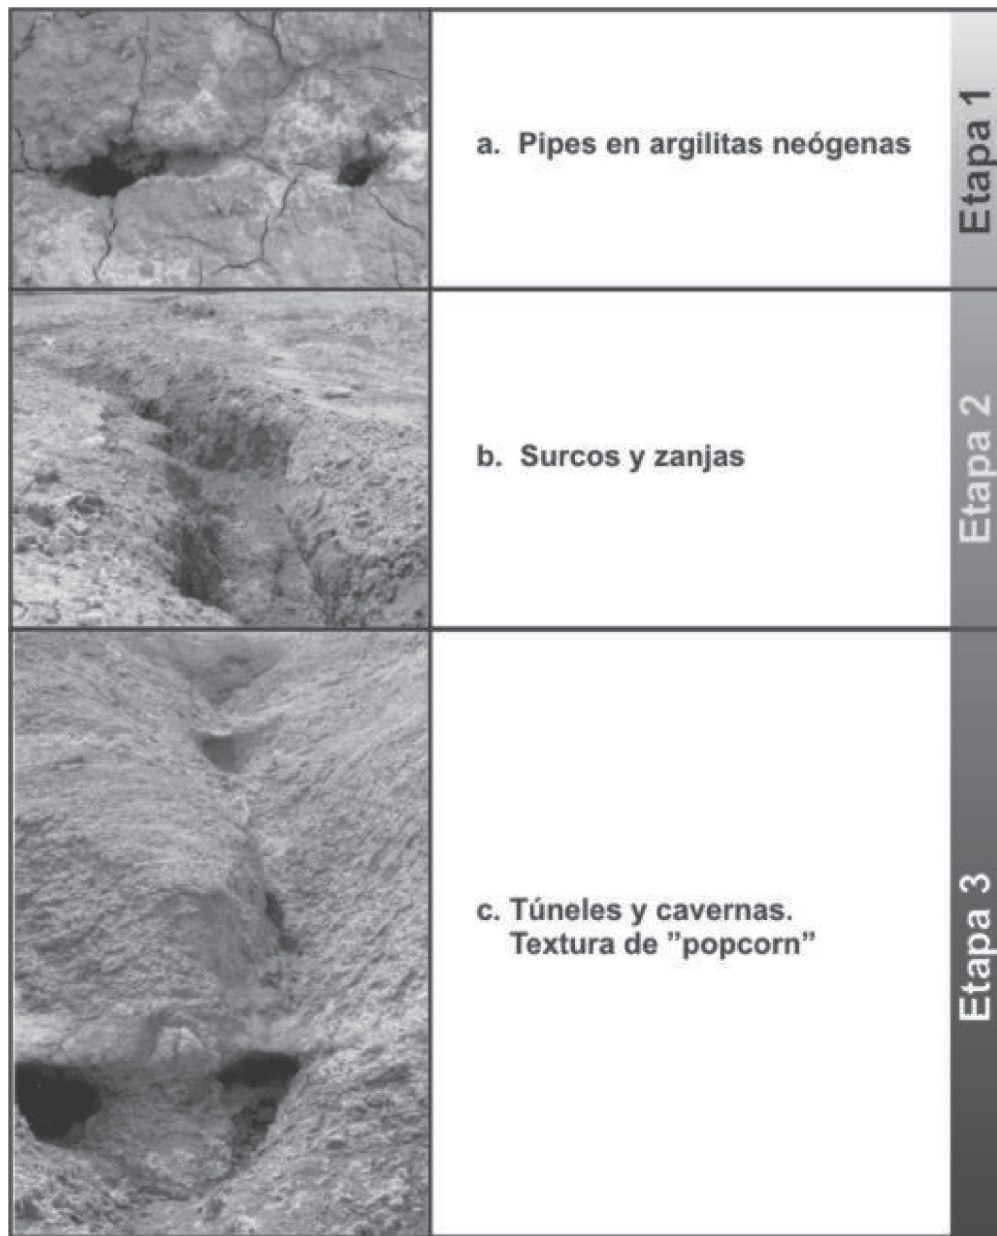 a. Pipes en argilitas neógenas
Etapa 1
b. Surcos y zanjas
Etapa 2
c. Túneles y cavernas.
Textura de "popcorn"
Etapa 3